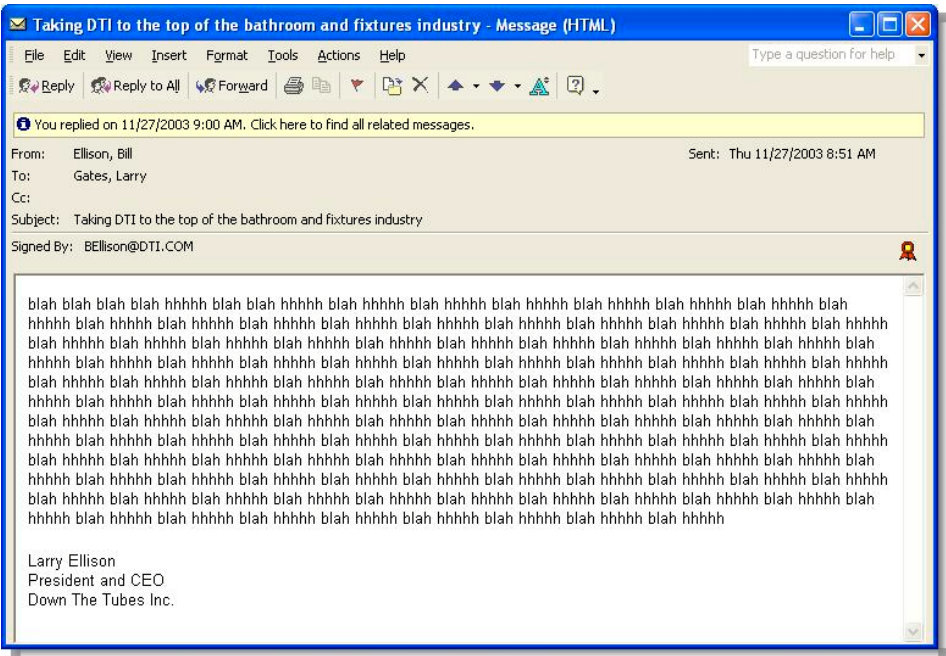 Taking DTI to the top of the bathroom and fixtures industry - Message (HTML)
File Edit View Insert Format Tools Actions Help Type a question for help
Reply Reply to All Forward
You replied on 11/27/2003 9:00 AM. Click here to find all related messages.
From: Ellison, Bill Sent: Thu 11/27/2003 8:51 AM
To: Gates, Larry
Cc:
Subject: Taking DTI to the top of the bathroom and fixtures industry
Signed By: BEllison@DTI.COM
blah blah blah blah hhhhh blah blah hhhhh blah hhhhh blah hhhhh blah hhhhh blah hhhhh blah hhhhh blah hhhhh blah
hhhhh blah hhhhh blah hhhhh blah hhhhh blah hhhhh blah hhhhh blah hhhhh blah hhhhh blah hhhhh blah hhhhh blah hhhhh
blah hhhhh blah hhhhh blah hhhhh blah hhhhh blah hhhhh blah hhhhh blah hhhhh blah hhhhh blah hhhhh blah hhhhh blah
hhhhh blah hhhhh blah hhhhh blah hhhhh blah hhhhh blah hhhhh blah hhhhh blah hhhhh blah hhhhh blah hhhhh blah hhhhh
blah hhhhh blah hhhhh blah hhhhh blah hhhhh blah hhhhh blah hhhhh blah hhhhh blah hhhhh blah hhhhh blah hhhhh blah
hhhhh blah hhhhh blah hhhhh blah hhhhh blah hhhhh blah hhhhh blah hhhhh blah hhhhh blah hhhhh blah hhhhh blah hhhhh
blah hhhhh blah hhhhh blah hhhhh blah hhhhh blah hhhhh blah hhhhh blah hhhhh blah hhhhh blah hhhhh blah hhhhh blah
hhhhh blah hhhhh blah hhhhh blah hhhhh blah hhhhh blah hhhhh blah hhhhh blah hhhhh blah hhhhh blah hhhhh blah hhhhh
blah hhhhh blah hhhhh blah hhhhh blah hhhhh blah hhhhh blah hhhhh blah hhhhh blah hhhhh blah hhhhh blah hhhhh blah
hhhhh blah hhhhh blah hhhhh blah hhhhh blah hhhhh blah hhhhh blah hhhhh blah hhhhh blah hhhhh blah hhhhh blah hhhhh
blah hhhhh blah hhhhh blah hhhhh blah hhhhh blah hhhhh blah hhhhh blah hhhhh blah hhhhh blah hhhhh blah hhhhh blah
hhhhh blah hhhhh blah hhhhh blah hhhhh blah hhhhh blah hhhhh blah hhhhh blah hhhhh blah hhhhh
Larry Ellison
President and CEO
Down The Tubes Inc.